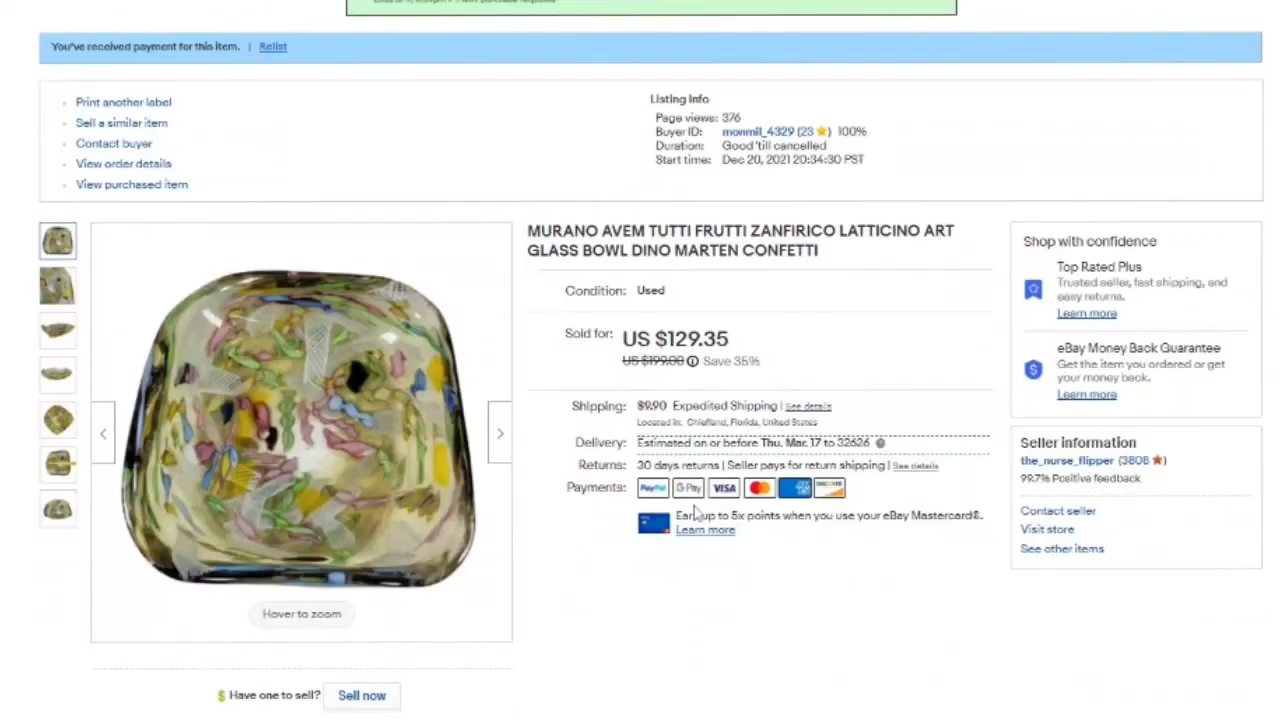 You've received payment for this item. | Relist
Print another label
Sell a similar item
Contact buyer
View order details
View purchased item
Listing info
Page views: 376
Buyer ID: monmil_4329 (23 ) 100%
Duration: Good 'till cancelled
Start time: Dec 20, 2021 20:34:30 PST
MURANO AVEM TUTTI FRUTTI ZANFIRICO LATTICINO ART
GLASS BOWL DINO MARTEN CONFETTI
Condition: Used
Sold for: US $129.35
US $199.00 Save 35%
Shipping: $9.90 Expedited Shipping | See details
Located in: Chiefland, Florida, United States
Delivery: Estimated on or before Thu. Mar. 17 to 32626
Returns: 30 days returns | Seller pays for return shipping | See details
Payments: PayPal G Pay VISA DISCOVER
Earn up to 5x points when you use your eBay Mastercard®.
Learn more
Shop with confidence
Top Rated Plus
Trusted seller, fast shipping, and
easy returns.
Learn more
eBay Money Back Guarantee
Get the item you ordered or get
your money back.
Learn more
Seller information
the_nurse_flipper (3808 )
99.7% Positive feedback
Contact seller
Visit store
See other items
Hover to zoom
$ Have one to sell? Sell now